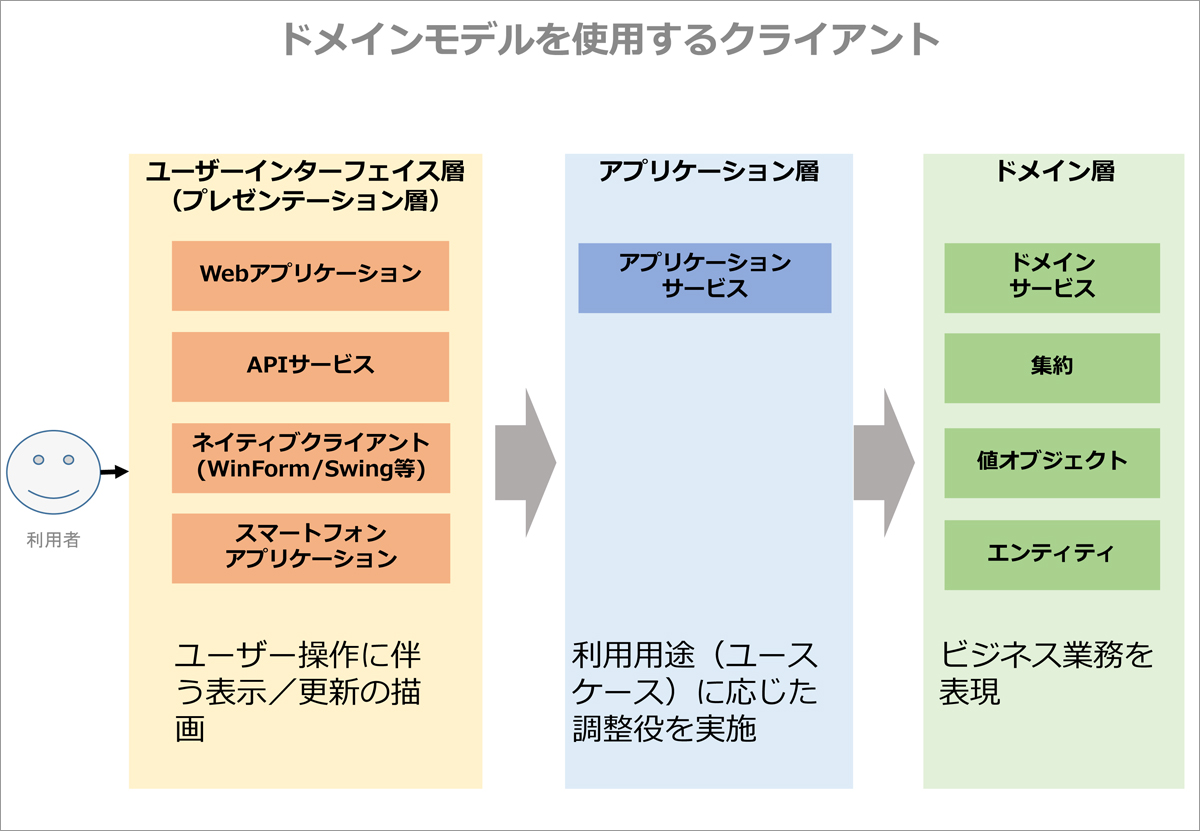 ドメインモデルを使用するクライアント
利用者
ユーザーインターフェイス層
（プレゼンテーション層）
Webアプリケーション
APIサービス
ネイティブクライアント
(WinForm/Swing等)
スマートフォン
アプリケーション
ユーザー操作に伴
う表示／更新の描
画
アプリケーション層
アプリケーション
サービス
利用用途（ユース
ケース）に応じた
調整役を実施
ドメイン層
ドメイン
サービス
集約
値オブジェクト
エンティティ
ビジネス業務を
表現